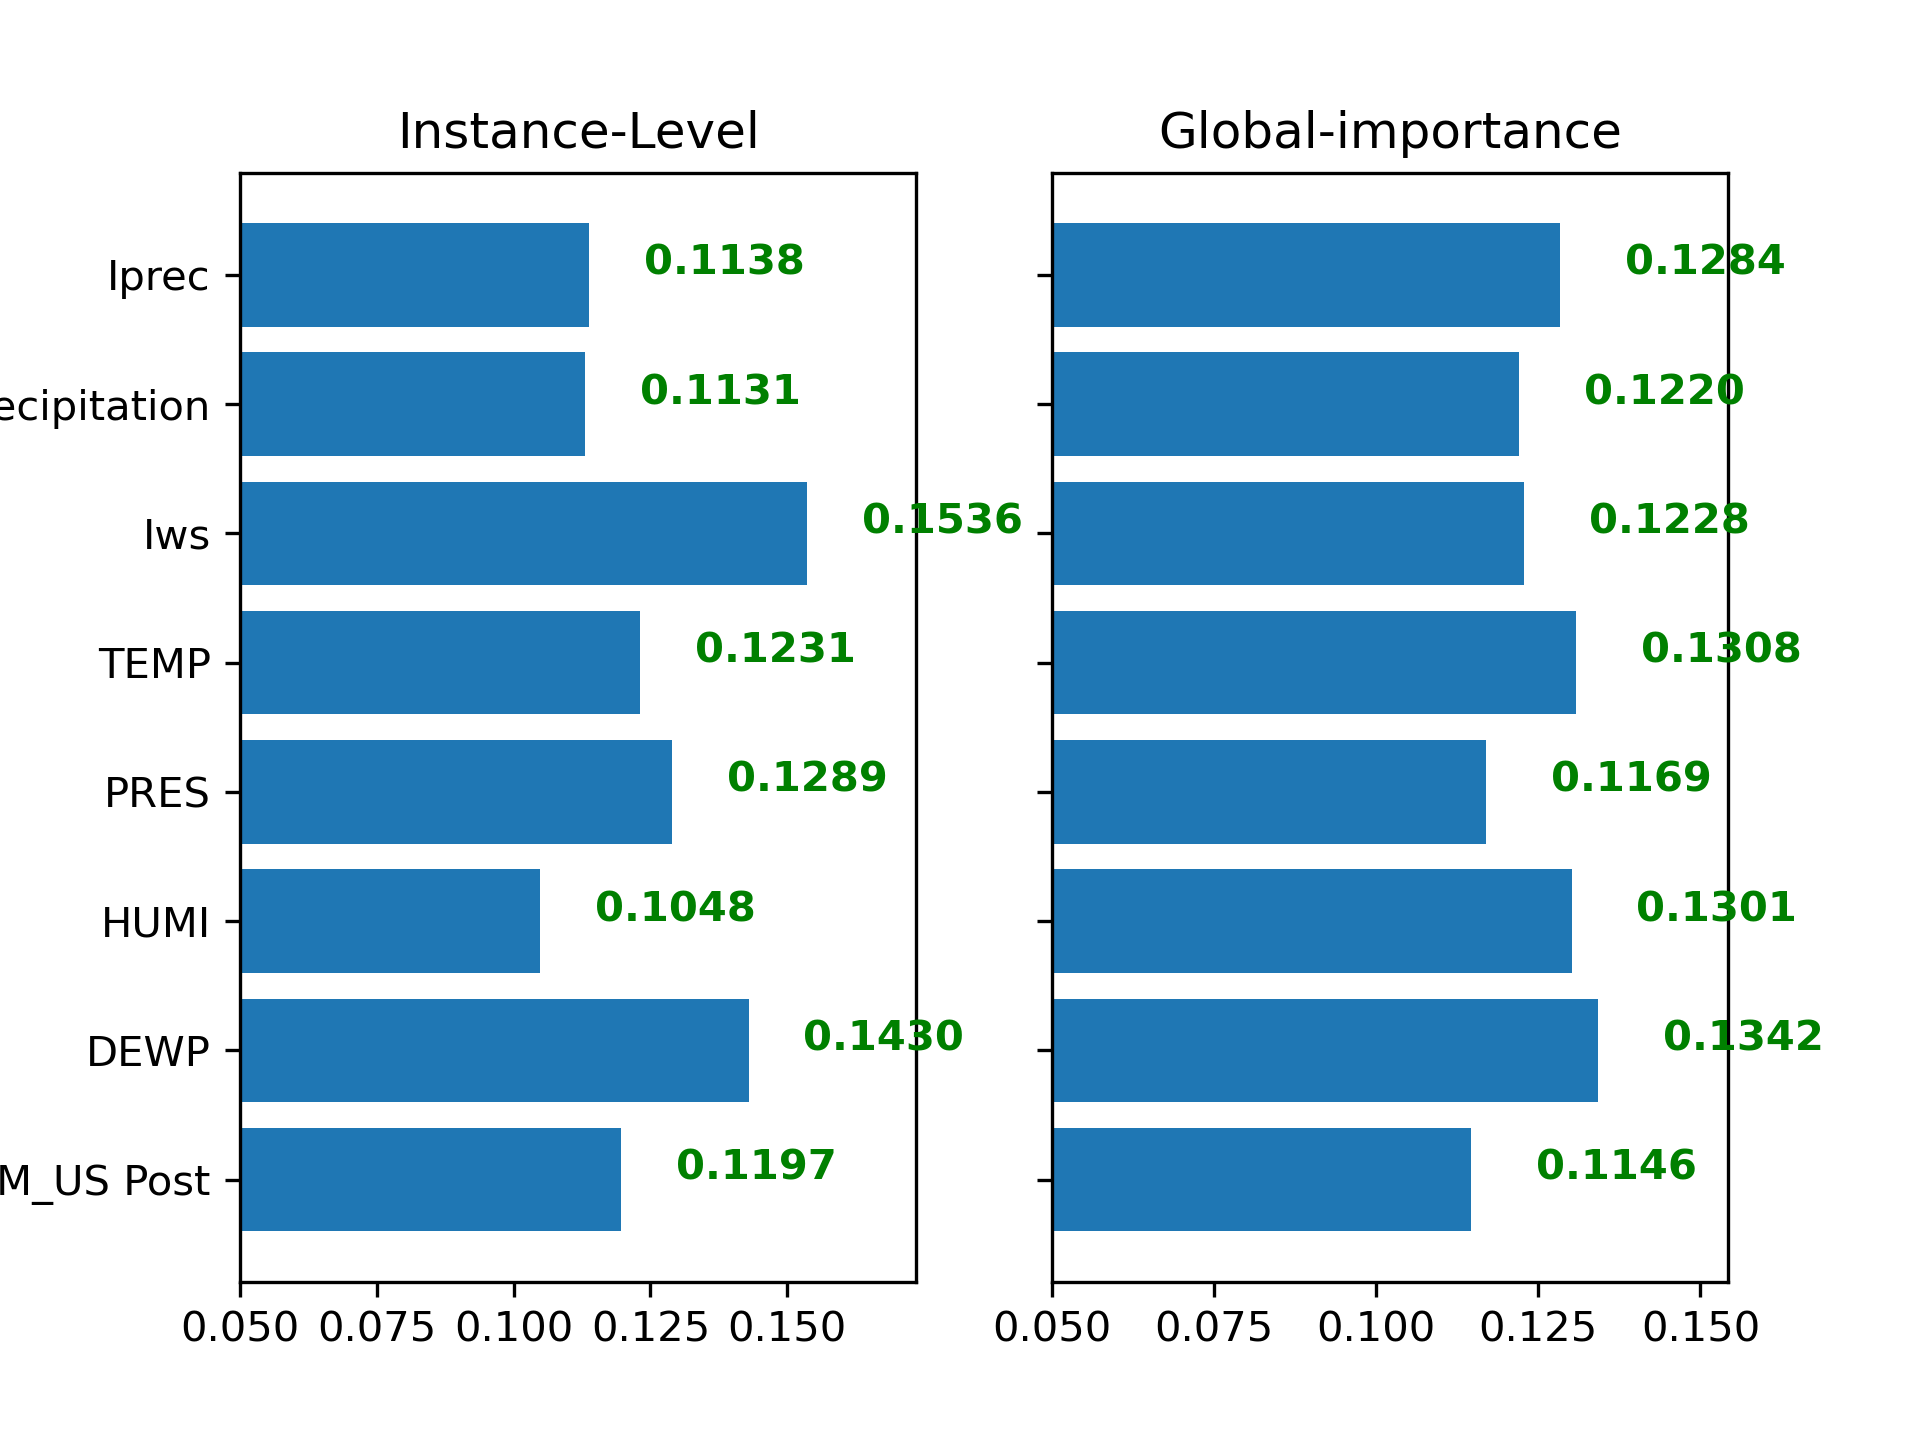 Instance-Level
Iprec
ecipitation
Iws
TEMP
PRES
HUMI
DEWP
M_US Post
0.1138
0.1131
0.1536
0.1231
0.1289
0.1048
0.1430
0.1197
0.050 0.075 0.100 0.125 0.150
Global-importance
0.1284
0.1220
0.1228
0.1308
0.1169
0.1301
0.1342
0.1146
0.050 0.075 0.100 0.125 0.150